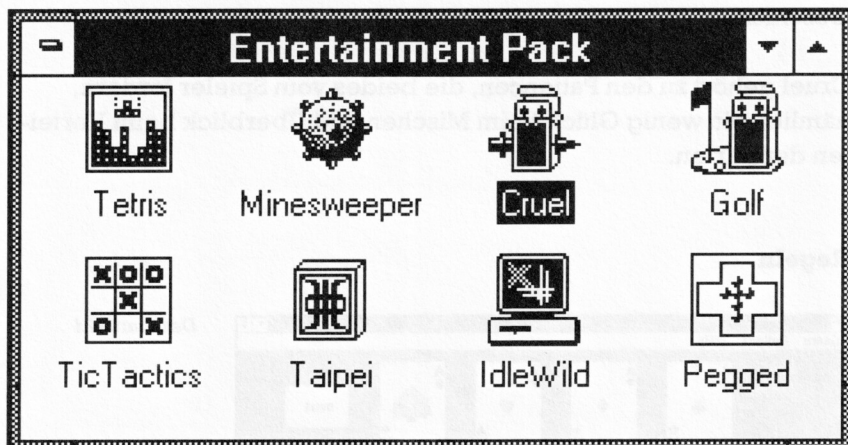 Entertainment Pack
Tetris Minesweeper Cruel Golf
TicTactics Taipei IdleWild Pegged